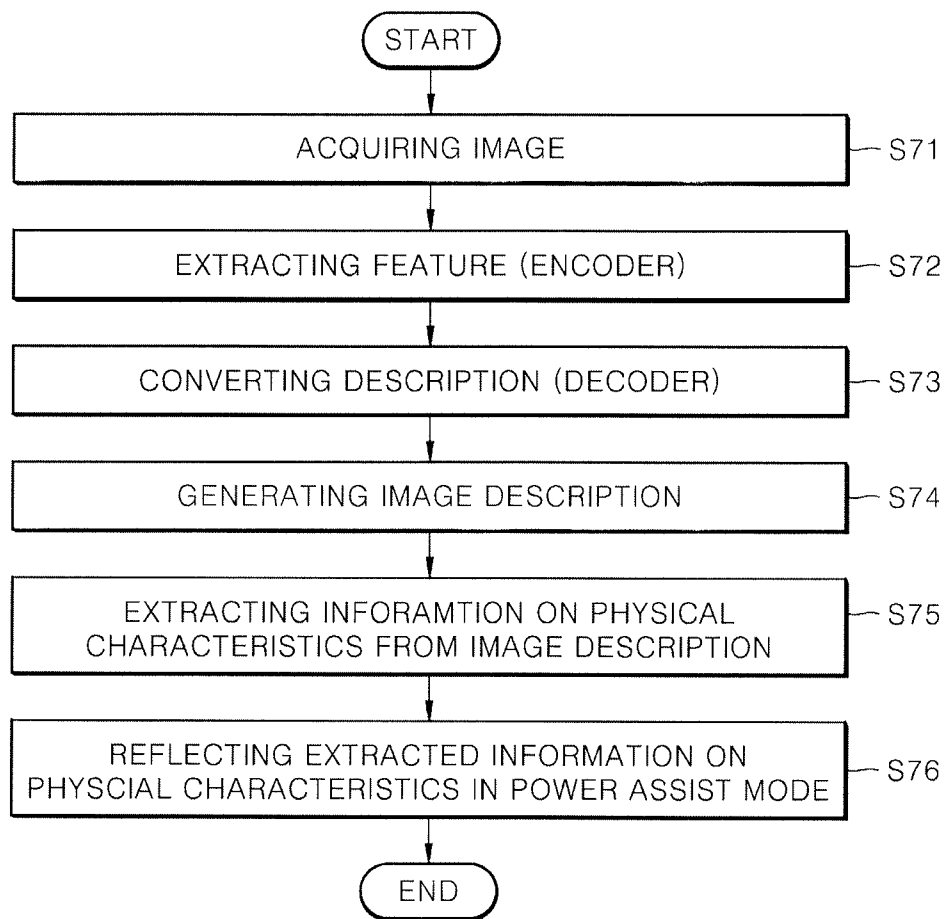 START
ACQUIRING IMAGE
S71
EXTRACTING FEATURE (ENCODER)
S72
CONVERTING DESCRIPTION (DECODER)
S73
GENERATING IMAGE DESCRIPTION
S74
EXTRACTING INFORAMTION ON PHYSICAL
CHARACTERISTICS FROM IMAGE DESCRIPTION
S75
REFLECTING EXTRACTED INFORMATION ON
PHYSCIAL CHARACTERISTICS IN POWER ASSIST MODE
S76
END